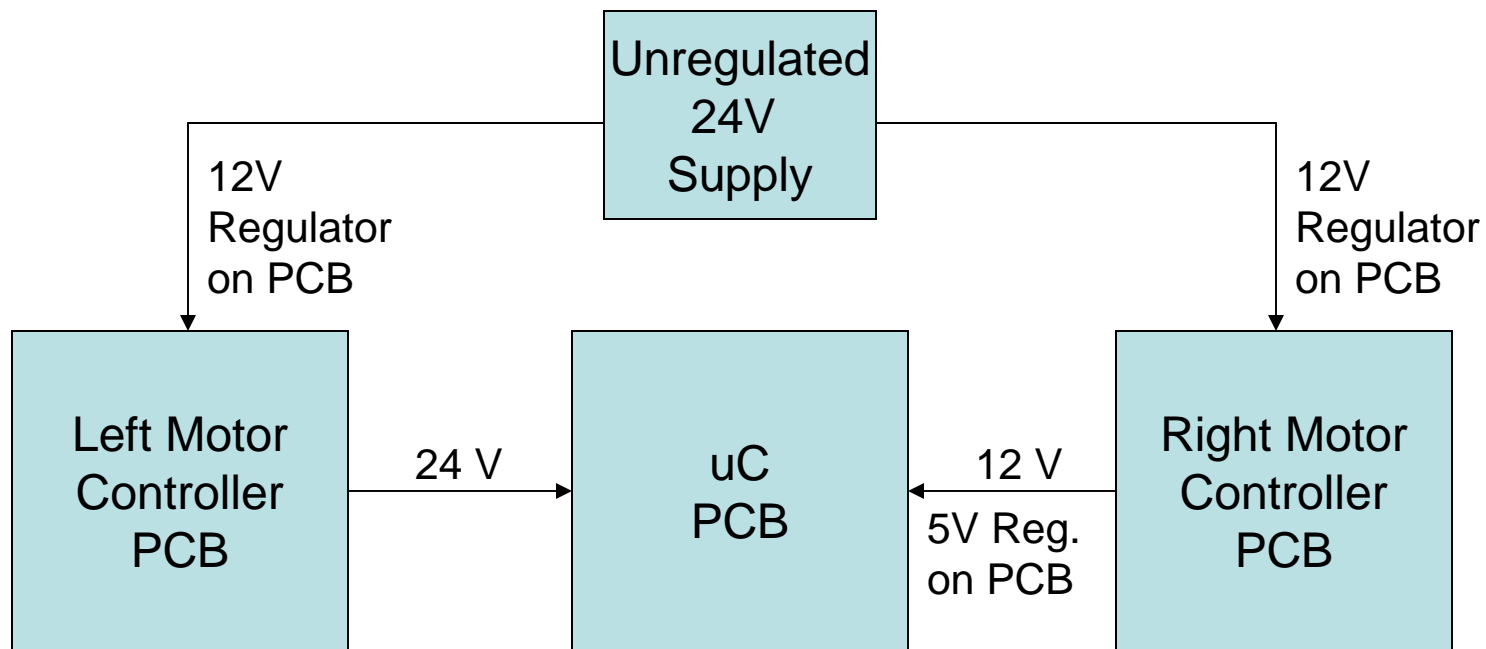 Unregulated
24V
Supply
12V
Regulator
on PCB
12V
Regulator
on PCB
Left Motor
Controller
PCB
24 V
uC
PCB
12 V
5V Reg.
on PCB
Right Motor
Controller
PCB